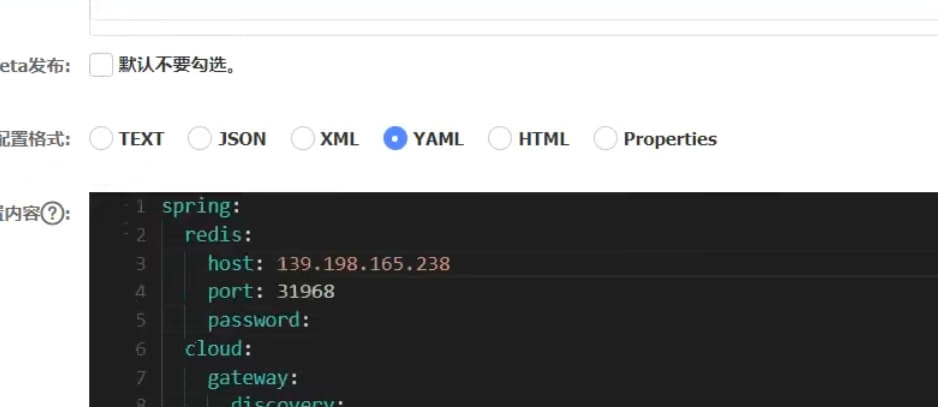 eta发布: 默认不要勾选。
配置格式: TEXT JSON XML YAML HTML Properties
置内容?:
1 spring:
2 redis:
3 host: 139.198.165.238
4 port: 31968
5 password:
6 cloud:
7 gateway:
8 discovery: